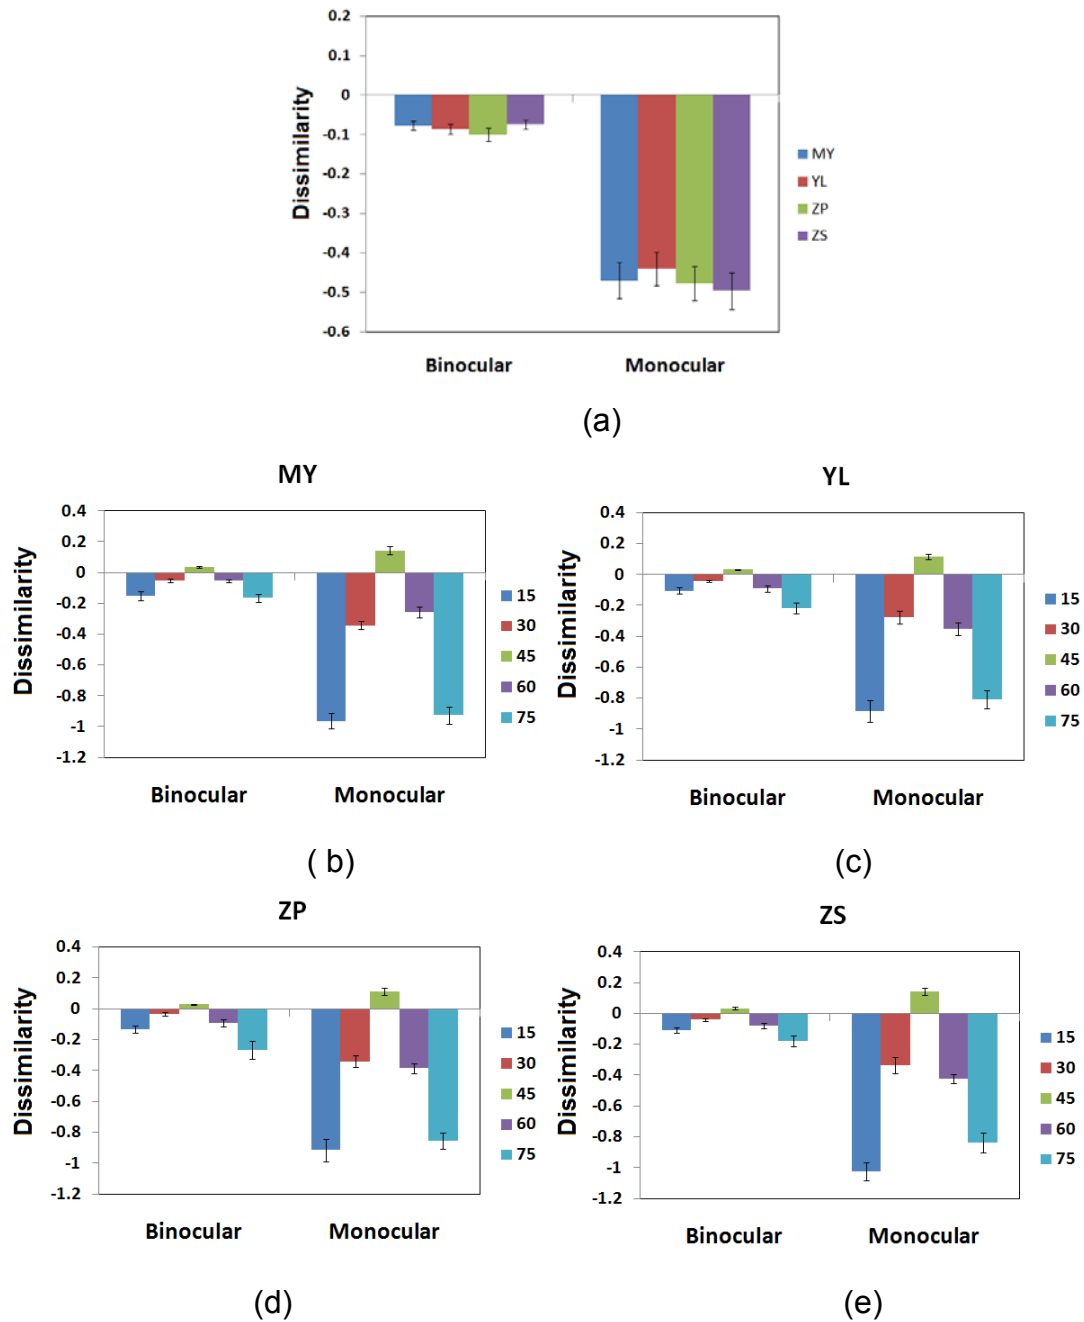 0.2
0.1
0
-0.1
-0.2
-0.3
-0.4
-0.5
-0.6
Dissimilarity
Binocular Monocular
MY
YL
ZP
ZS
(a)
MY
0.4
0.2
0
-0.2
-0.4
-0.6
-0.8
-1
-1.2
Dissimilarity
Binocular Monocular
15
30
45
60
75
( b)
YL
0.4
0.2
0
-0.2
-0.4
-0.6
-0.8
-1
-1.2
Dissimilarity
Binocular Monocular
15
30
45
60
75
(c)
ZP
0.4
0.2
0
-0.2
-0.4
-0.6
-0.8
-1
-1.2
Dissimilarity
Binocular Monocular
15
30
45
60
75
(d)
ZS
0.4
0.2
0
-0.2
-0.4
-0.6
-0.8
-1
-1.2
Dissimilarity
Binocular Monocular
15
30
45
60
75
(e)